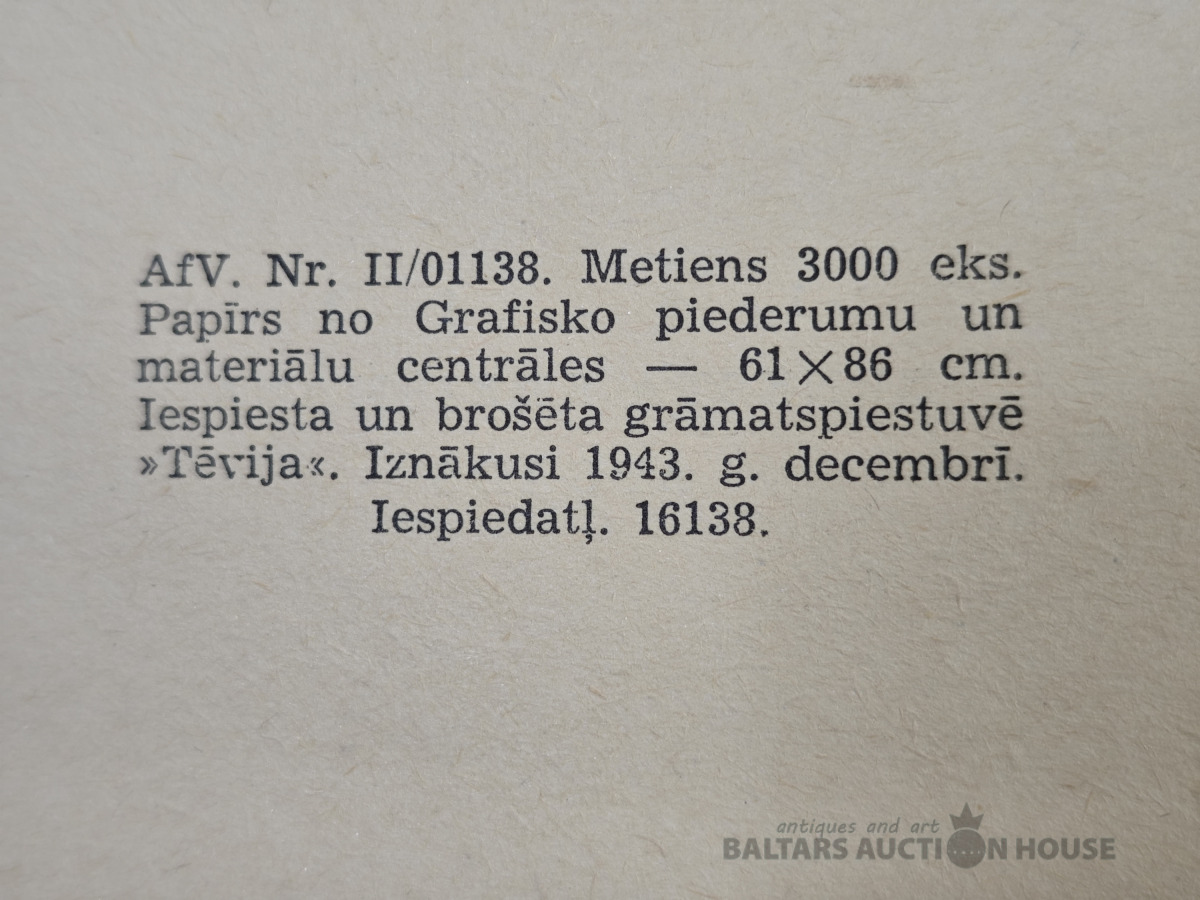 AfV. Nr. II/01138. Metiens 3000 eks.
Papīrs no Grafisko piederumu un
materiālu centrāles — 61×86 cm.
Iespiesta un brošēta grāmatspiestuvē
»Tēvija«. Iznākusi 1943. g. decembrī.
Iespiedatļ. 16138.
antiques and art
BALTARS AUCTION HOUSE